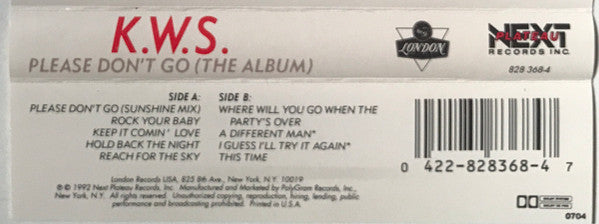 K.W.S.
PLEASE DON'T GO (THE ALBUM)
LONDON
NEXT
PLATEAU
RECORDS INC.
828 368-4
SIDE A:
PLEASE DON'T GO (SUNSHINE MIX)
ROCK YOUR BABY
KEEP IT COMIN' LOVE
HOLD BACK THE NIGHT
REACH FOR THE SKY
SIDE B:
WHERE WILL YOU GO WHEN THE
PARTY'S OVER
A DIFFERENT MAN*
I GUESS I'LL TRY IT AGAIN*
THIS TIME
0 422-828368-4 7
London Records USA, 825 8th Ave., New York, N.Y. 10019
℗ © 1992 Next Plateau Records, Inc. Manufactured and Marketed by PolyGram Records, Inc.,
New York, N.Y. All rights reserved. Unauthorized copying, reproduction, hiring, lending, public
performance and broadcasting prohibited. Printed in U.S.A.
0704